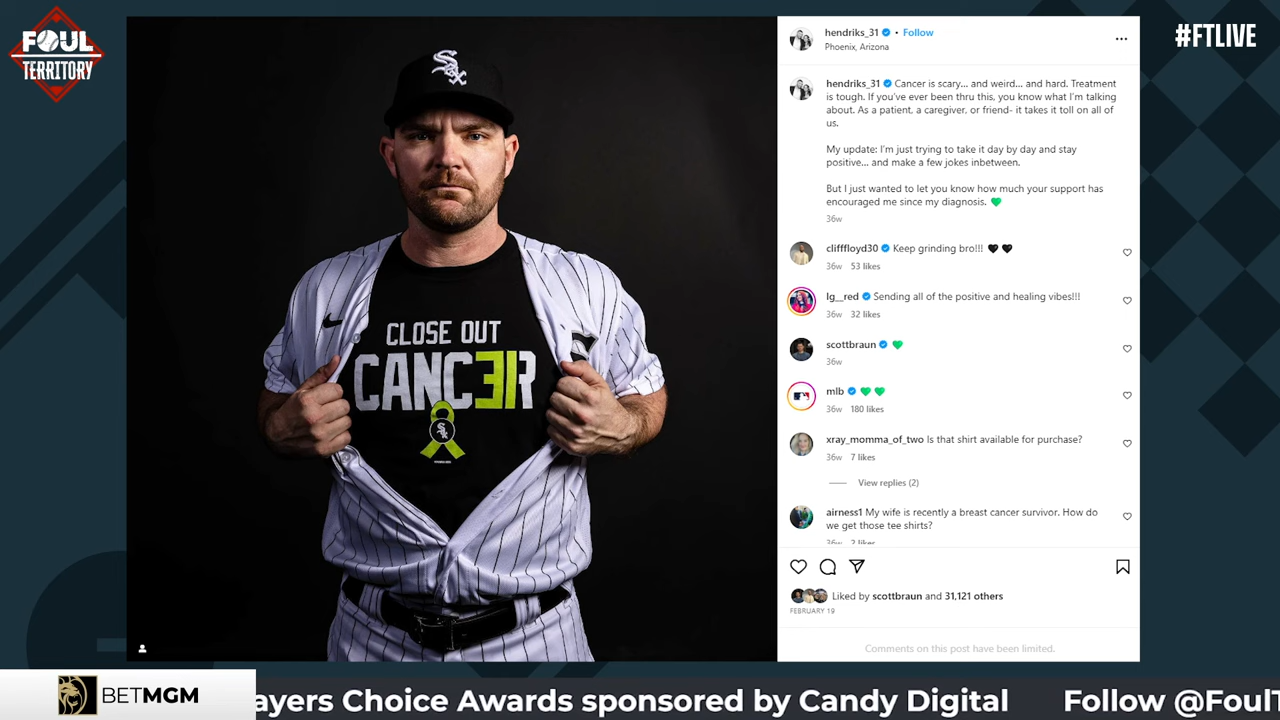 FOUL
TERRITORY
#FTLIVE
Sox
CLOSE OUT
CANC31R
Sox
hendriks_31 • Follow
Phoenix, Arizona
hendriks_31 Cancer is scary... and weird... and hard. Treatment
is tough. If you've ever been thru this, you know what I'm talking
about. As a patient, a caregiver, or friend- it takes it toll on all of
us.
My update: I'm just trying to take it day by day and stay
positive... and make a few jokes inbetween.
But I just wanted to let you know how much your support has
encouraged me since my diagnosis. 💚
36w
clifffloyd30 Keep grinding bro!!! 🖤🖤
36w 53 likes
lg__red Sending all of the positive and healing vibes!!!
36w 32 likes
scottbraun 💚
36w
mlb 💚💚
36w 180 likes
xray_momma_of_two Is that shirt available for purchase?
36w 7 likes
View replies (2)
airness1 My wife is recently a breast cancer survivor. How do
we get those tee shirts?
36w 2 likes
Liked by scottbraun and 31,121 others
FEBRUARY 19
Comments on this post have been limited.
BETMGM
ayers Choice Awards sponsored by Candy Digital Follow @FoulT